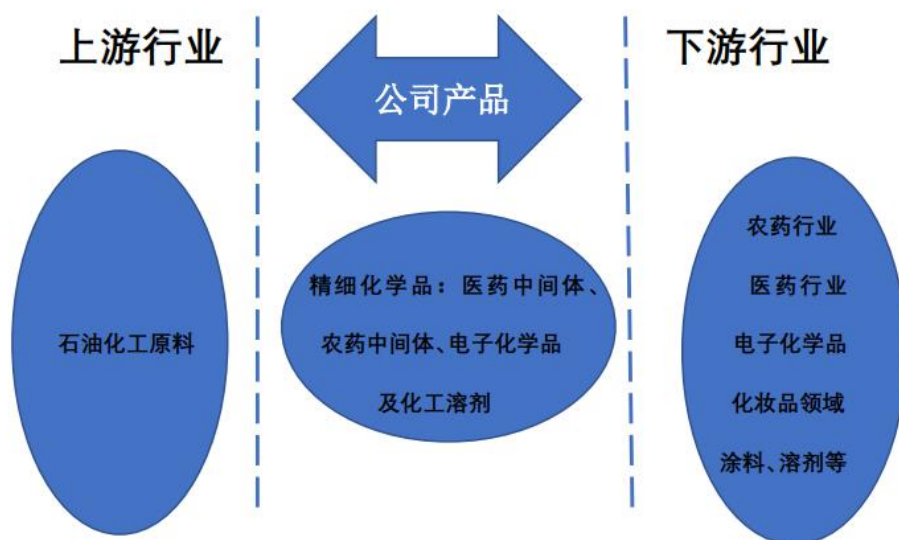 上游行业
公司产品
下游行业
石油化工原料
精细化学品：医药中间体、
农药中间体、电子化学品
及化工溶剂
农药行业
医药行业
电子化学品
化妆品领域
涂料、溶剂等